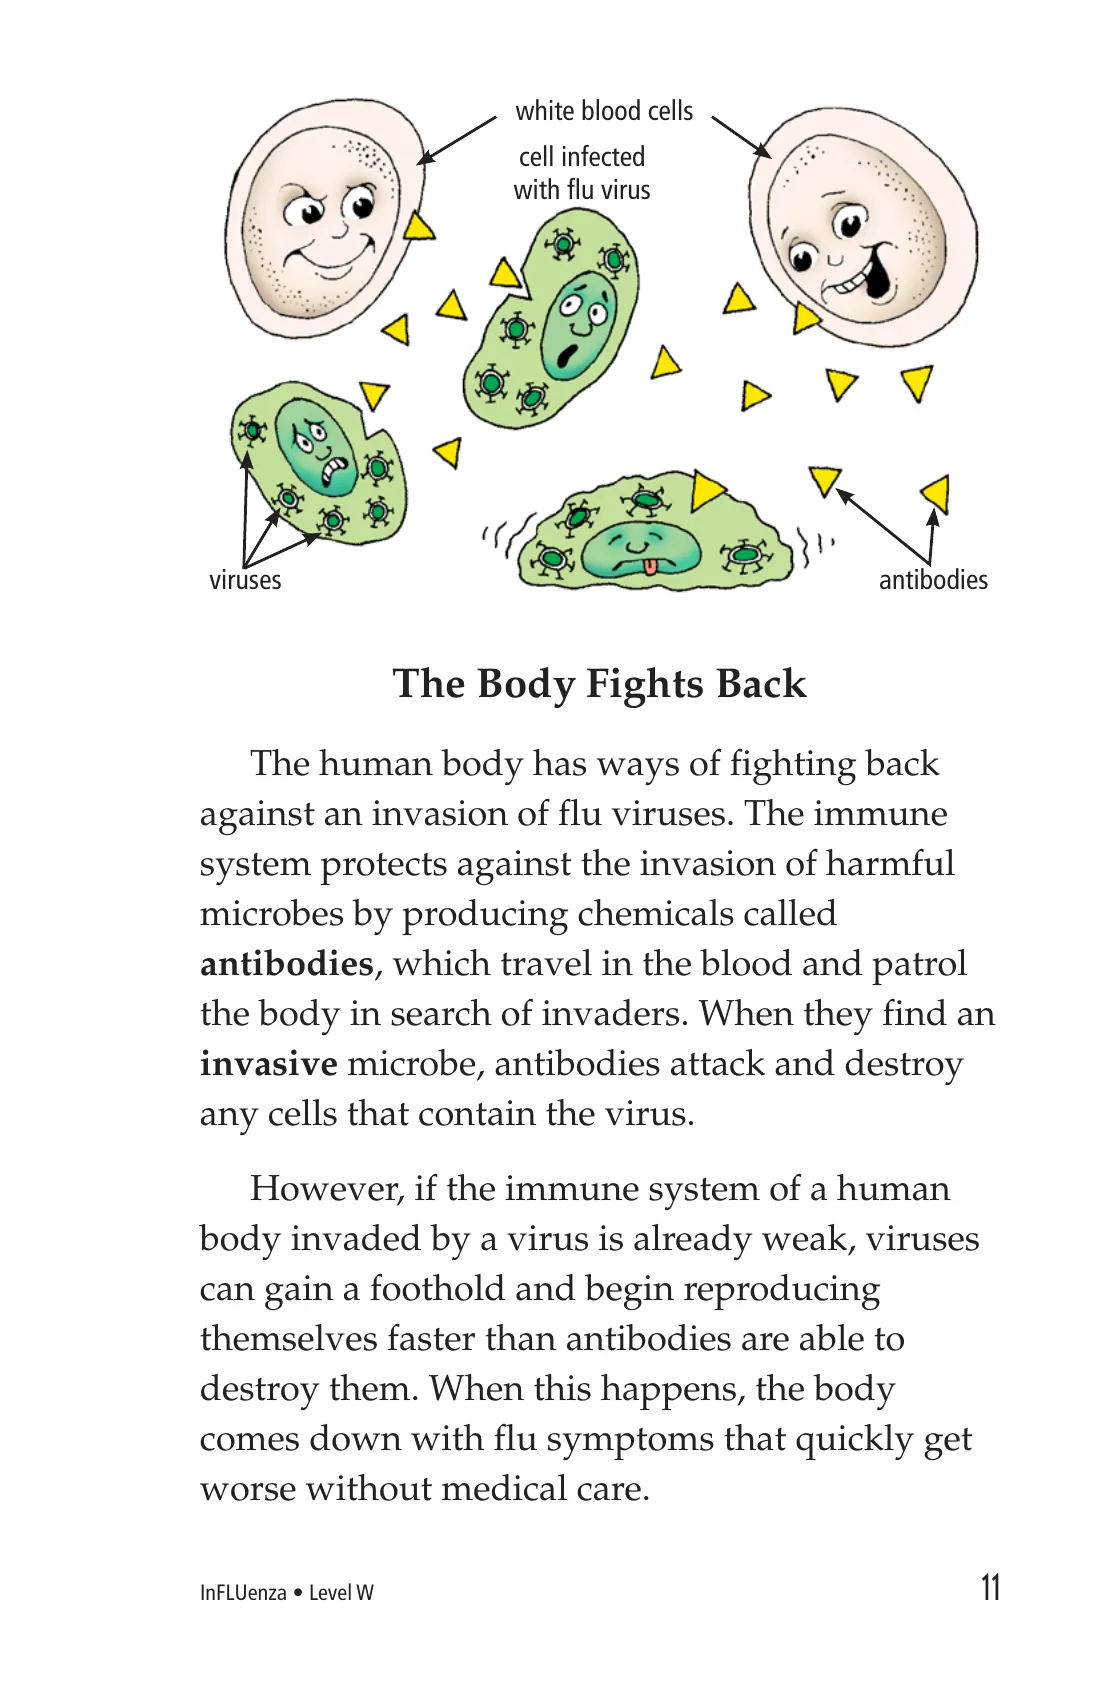 white blood cells
cell infected
with flu virus
viruses
antibodies
The Body Fights Back
The human body has ways of fighting back
against an invasion of flu viruses. The immune
system protects against the invasion of harmful
microbes by producing chemicals called
antibodies, which travel in the blood and patrol
the body in search of invaders. When they find an
invasive microbe, antibodies attack and destroy
any cells that contain the virus.
However, if the immune system of a human
body invaded by a virus is already weak, viruses
can gain a foothold and begin reproducing
themselves faster than antibodies are able to
destroy them. When this happens, the body
comes down with flu symptoms that quickly get
worse without medical care.
InFLUenza • Level W
11